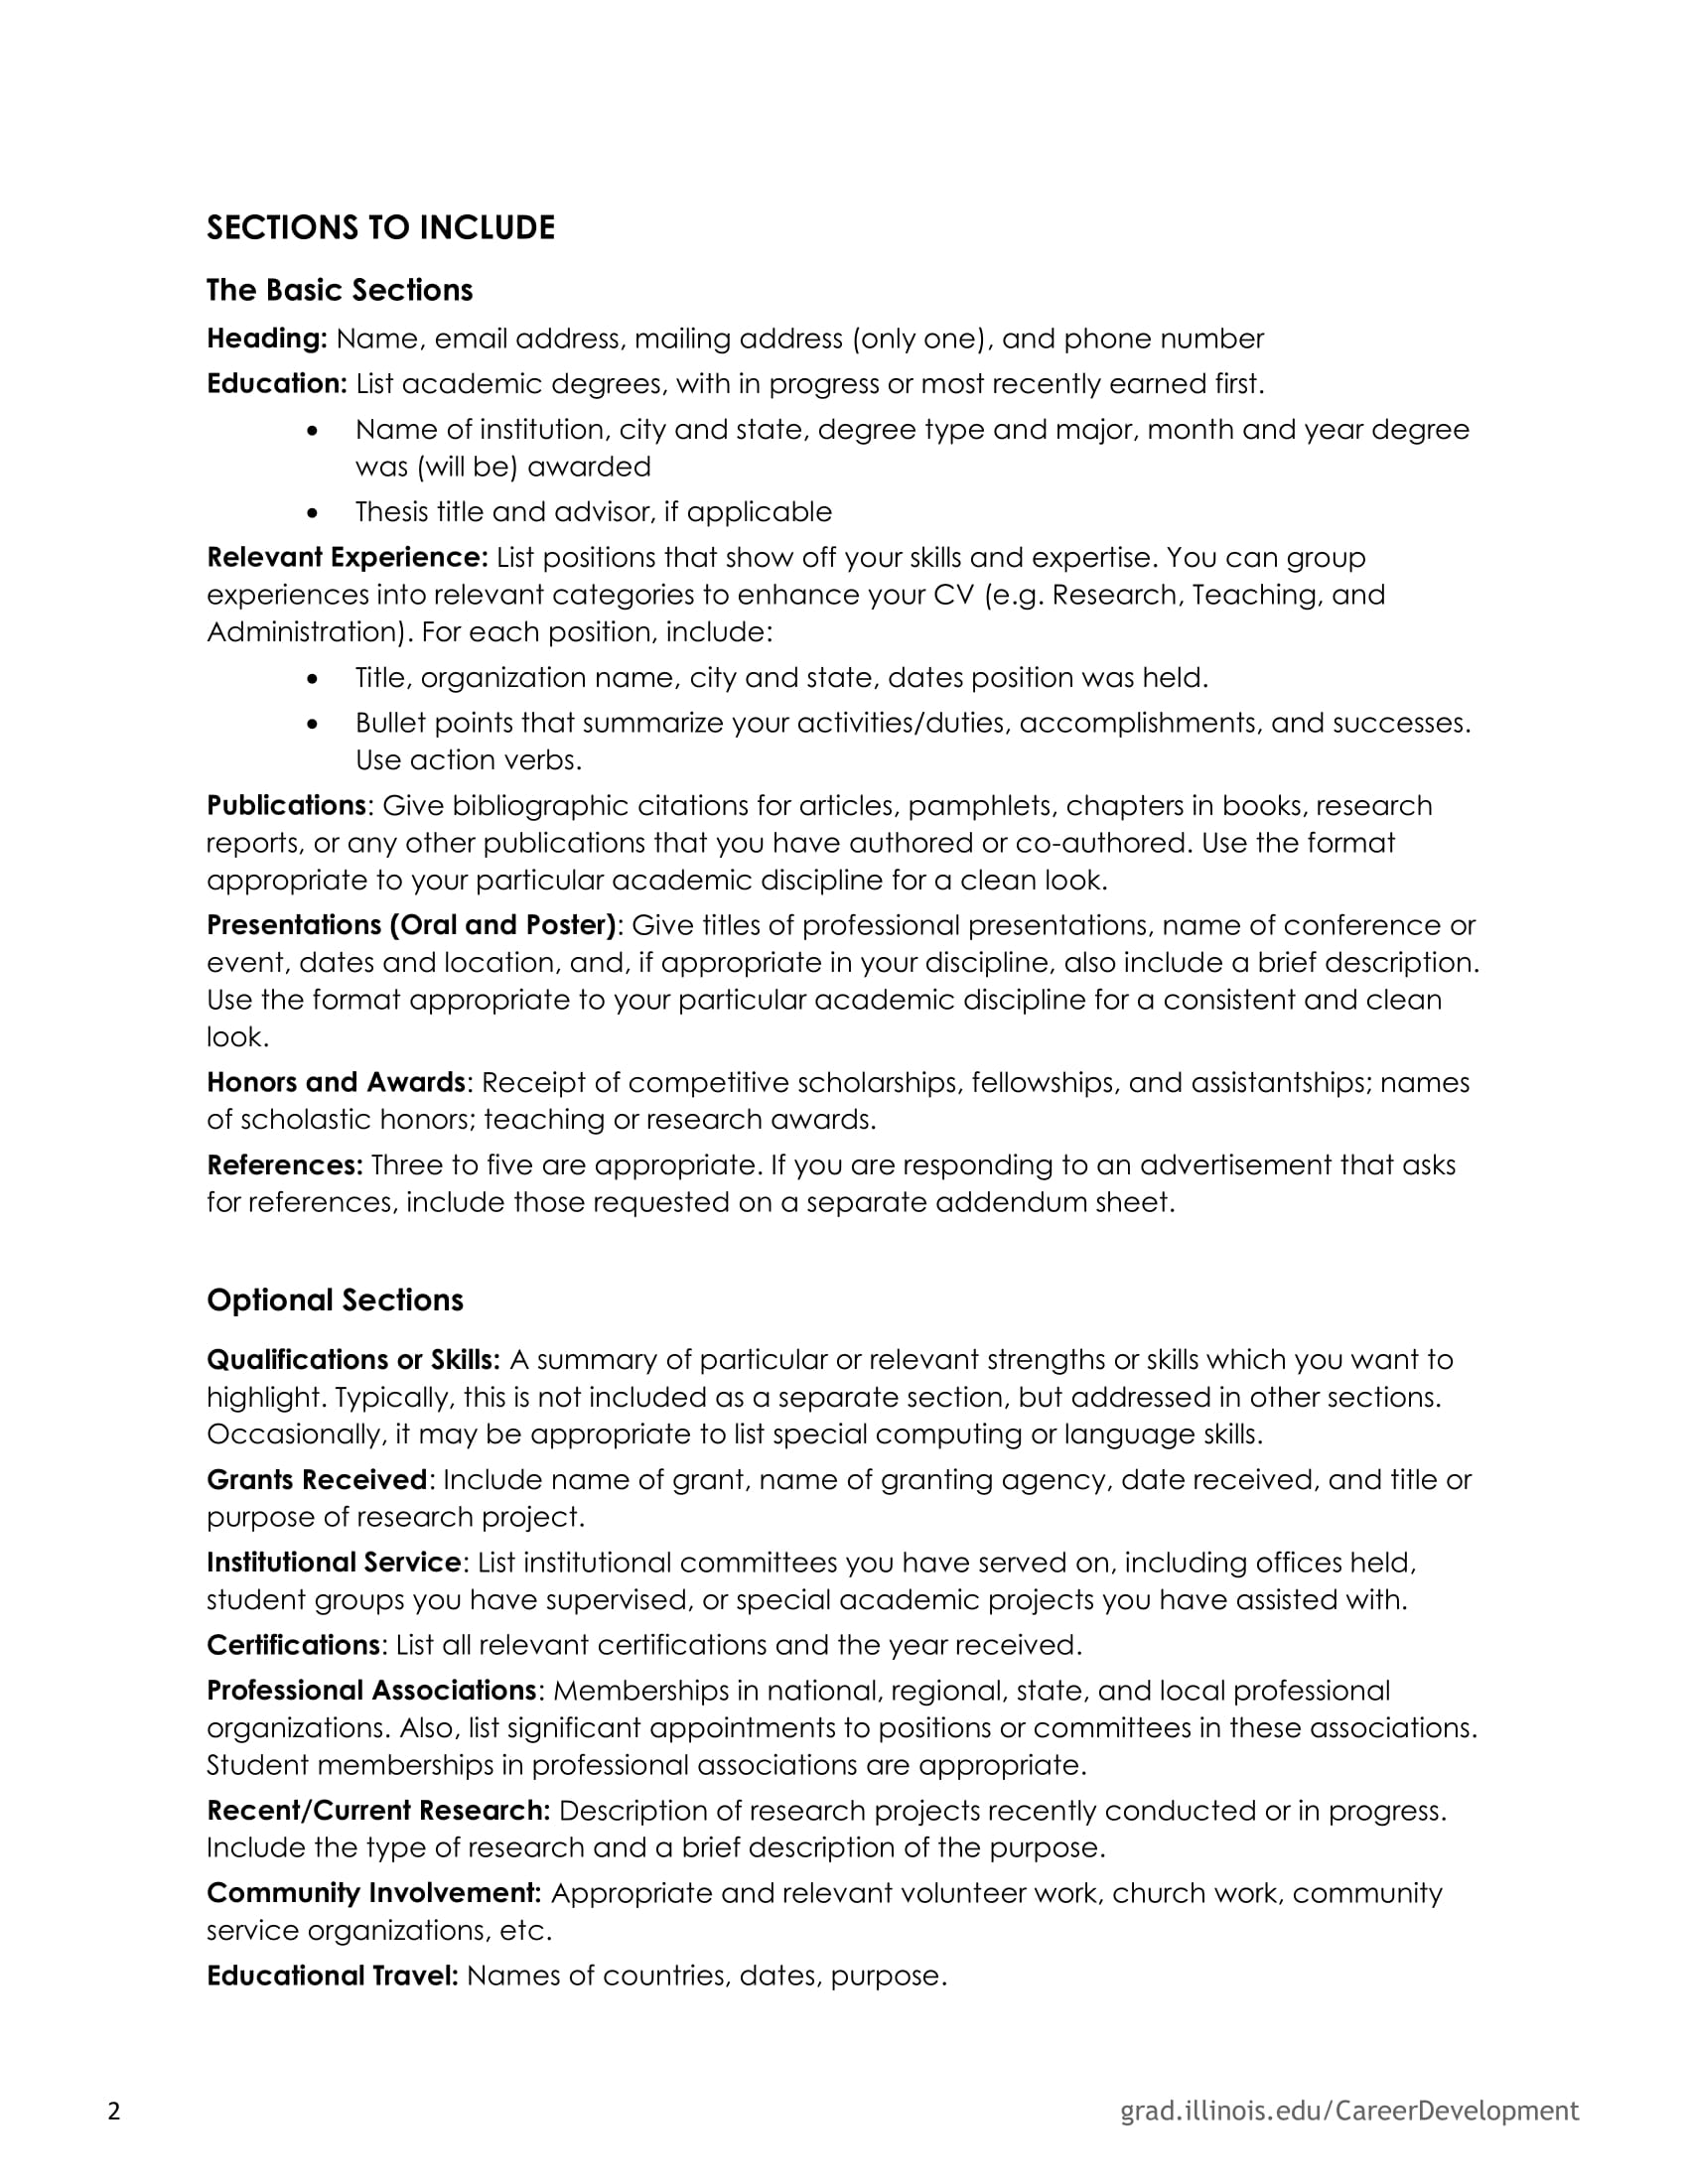 SECTIONS TO INCLUDE
The Basic Sections
Heading: Name, email address, mailing address (only one), and phone number
Education: List academic degrees, with in progress or most recently earned first.
• Name of institution, city and state, degree type and major, month and year degree
was (will be) awarded
• Thesis title and advisor, if applicable
Relevant Experience: List positions that show off your skills and expertise. You can group
experiences into relevant categories to enhance your CV (e.g. Research, Teaching, and
Administration). For each position, include:
• Title, organization name, city and state, dates position was held.
• Bullet points that summarize your activities/duties, accomplishments, and successes.
Use action verbs.
Publications: Give bibliographic citations for articles, pamphlets, chapters in books, research
reports, or any other publications that you have authored or co-authored. Use the format
appropriate to your particular academic discipline for a clean look.
Presentations (Oral and Poster): Give titles of professional presentations, name of conference or
event, dates and location, and, if appropriate in your discipline, also include a brief description.
Use the format appropriate to your particular academic discipline for a consistent and clean
look.
Honors and Awards: Receipt of competitive scholarships, fellowships, and assistantships; names
of scholastic honors; teaching or research awards.
References: Three to five are appropriate. If you are responding to an advertisement that asks
for references, include those requested on a separate addendum sheet.
Optional Sections
Qualifications or Skills: A summary of particular or relevant strengths or skills which you want to
highlight. Typically, this is not included as a separate section, but addressed in other sections.
Occasionally, it may be appropriate to list special computing or language skills.
Grants Received: Include name of grant, name of granting agency, date received, and title or
purpose of research project.
Institutional Service: List institutional committees you have served on, including offices held,
student groups you have supervised, or special academic projects you have assisted with.
Certifications: List all relevant certifications and the year received.
Professional Associations: Memberships in national, regional, state, and local professional
organizations. Also, list significant appointments to positions or committees in these associations.
Student memberships in professional associations are appropriate.
Recent/Current Research: Description of research projects recently conducted or in progress.
Include the type of research and a brief description of the purpose.
Community Involvement: Appropriate and relevant volunteer work, church work, community
service organizations, etc.
Educational Travel: Names of countries, dates, purpose.
2 grad.illinois.edu/CareerDevelopment